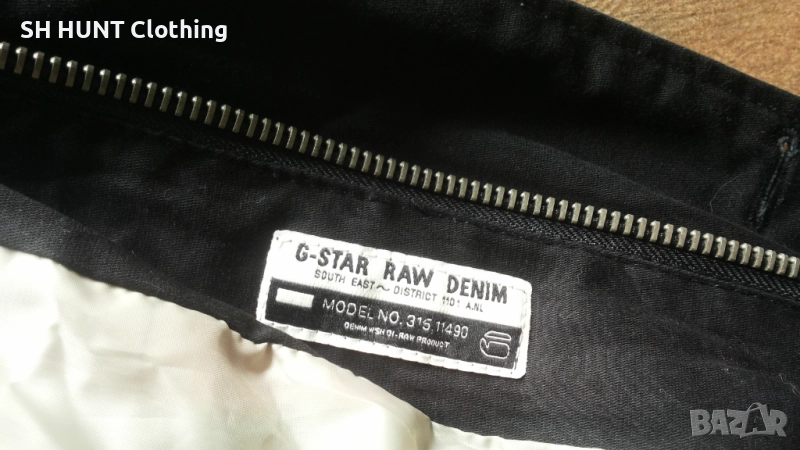 SH HUNT Clothing
G-STAR RAW DENIM
SOUTH EAST ~ DISTRICT 1101 A.NL
MODEL NO. 315.11490
DENIM WSH 01-RAW PRODUCT
BAZAR